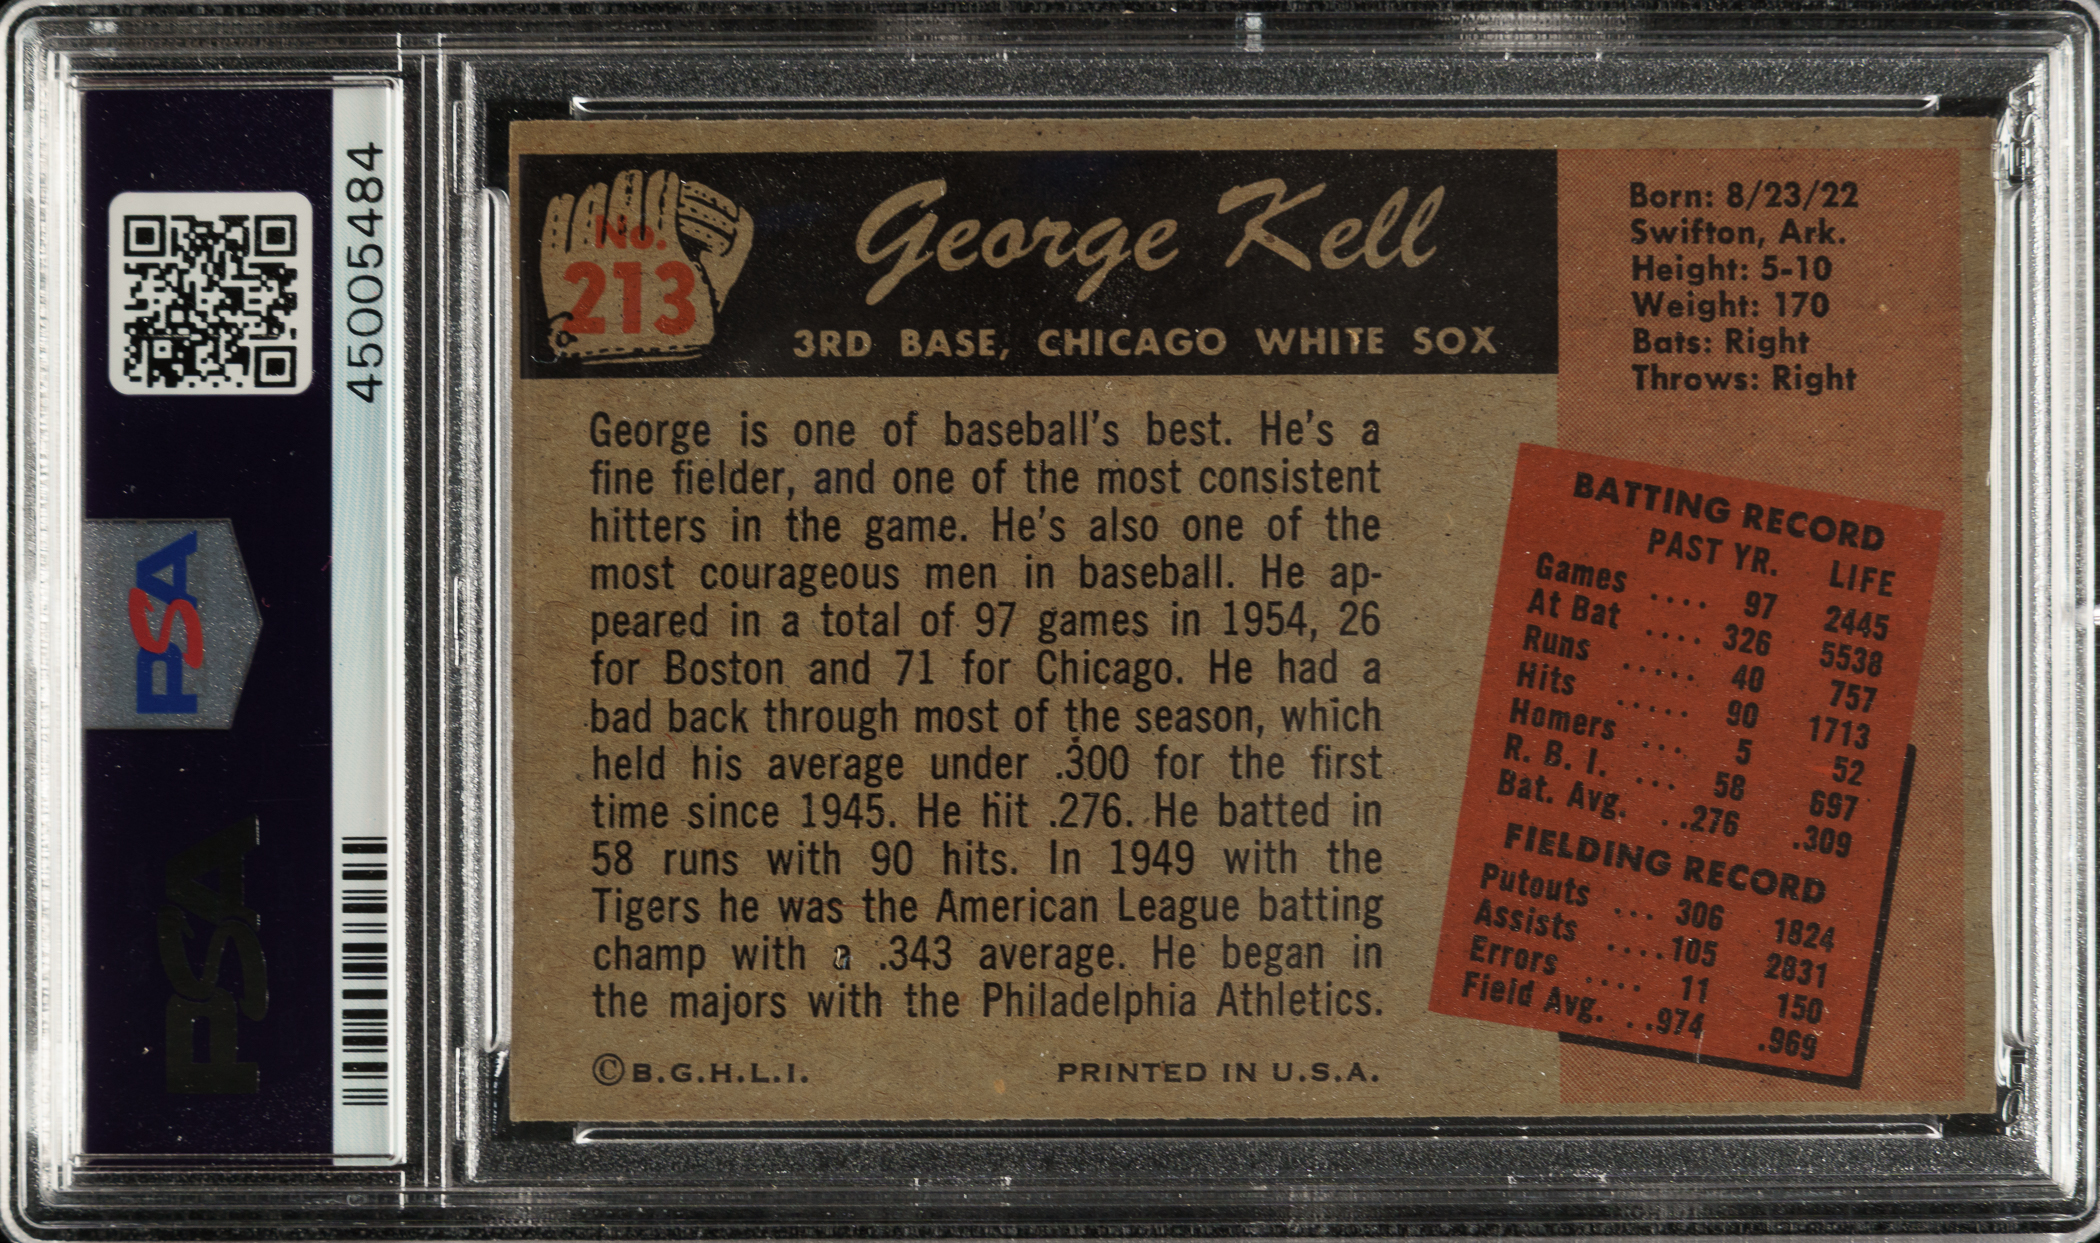 45005484
PSA
PSA
No.
213
George Kell
3RD BASE, CHICAGO WHITE SOX
Born: 8/23/22
Swifton, Ark.
Height: 5-10
Weight: 170
Bats: Right
Throws: Right
George is one of baseball's best. He's a
fine fielder, and one of the most consistent
hitters in the game. He's also one of the
most courageous men in baseball. He ap-
peared in a total of 97 games in 1954, 26
for Boston and 71 for Chicago. He had a
bad back through most of the season, which
held his average under .300 for the first
time since 1945. He hit .276. He batted in
58 runs with 90 hits. In 1949 with the
Tigers he was the American League batting
champ with a .343 average. He began in
the majors with the Philadelphia Athletics.
©B.G.H.L.I. PRINTED IN U.S.A.
BATTING RECORD
PAST YR. LIFE
Games .... 97 2445
At Bat .... 326 5538
Runs ..... 40 757
Hits ..... 90 1713
Homers ... 5 52
R. B. I. ... 58 697
Bat. Avg. ..276 .309
FIELDING RECORD
Putouts ... 306 1824
Assists ....105 2831
Errors .... 11 150
Field Avg. ..974 .969